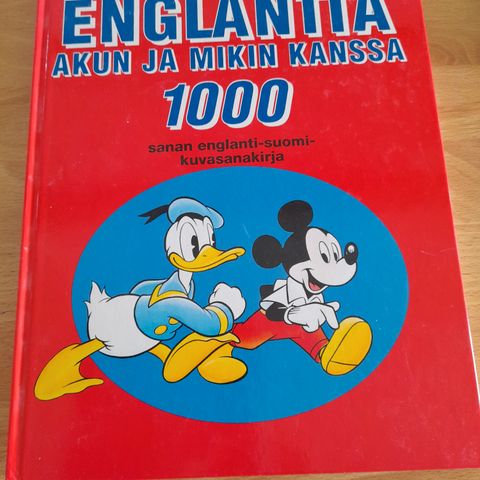 ENGLANTIA
AKUN JA MIKIN KANSSA
1000
sanan englanti-suomi-
kuvasanakirja